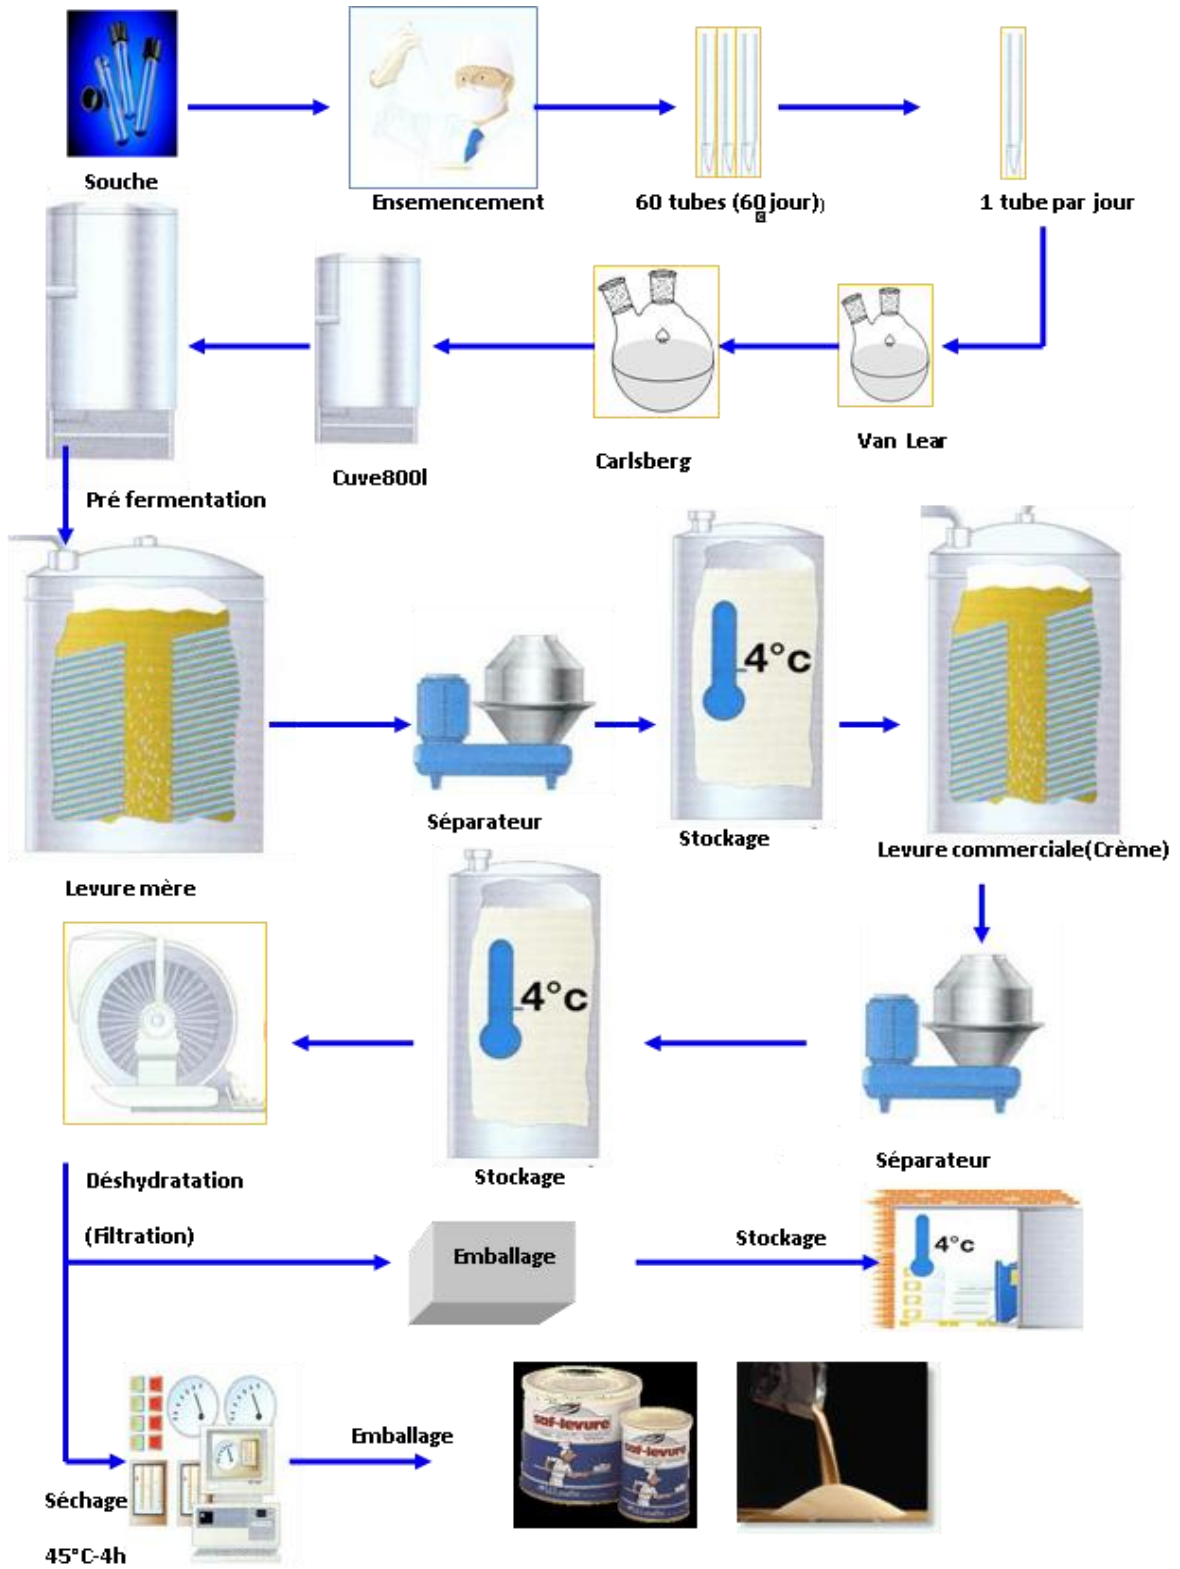 Souche
Ensemencement
60 tubes (60 jour))
1 tube par jour
Van Lear
Carlsberg
Cuve800l
Pré fermentation
4°c
Séparateur
Stockage
Levure commerciale(Crème)
Levure mère
4°c
Séparateur
Stockage
Déshydratation
(Filtration)
Emballage
Stockage
4°c
Emballage
saf-levure
saf-levure
Séchage
45°C-4h